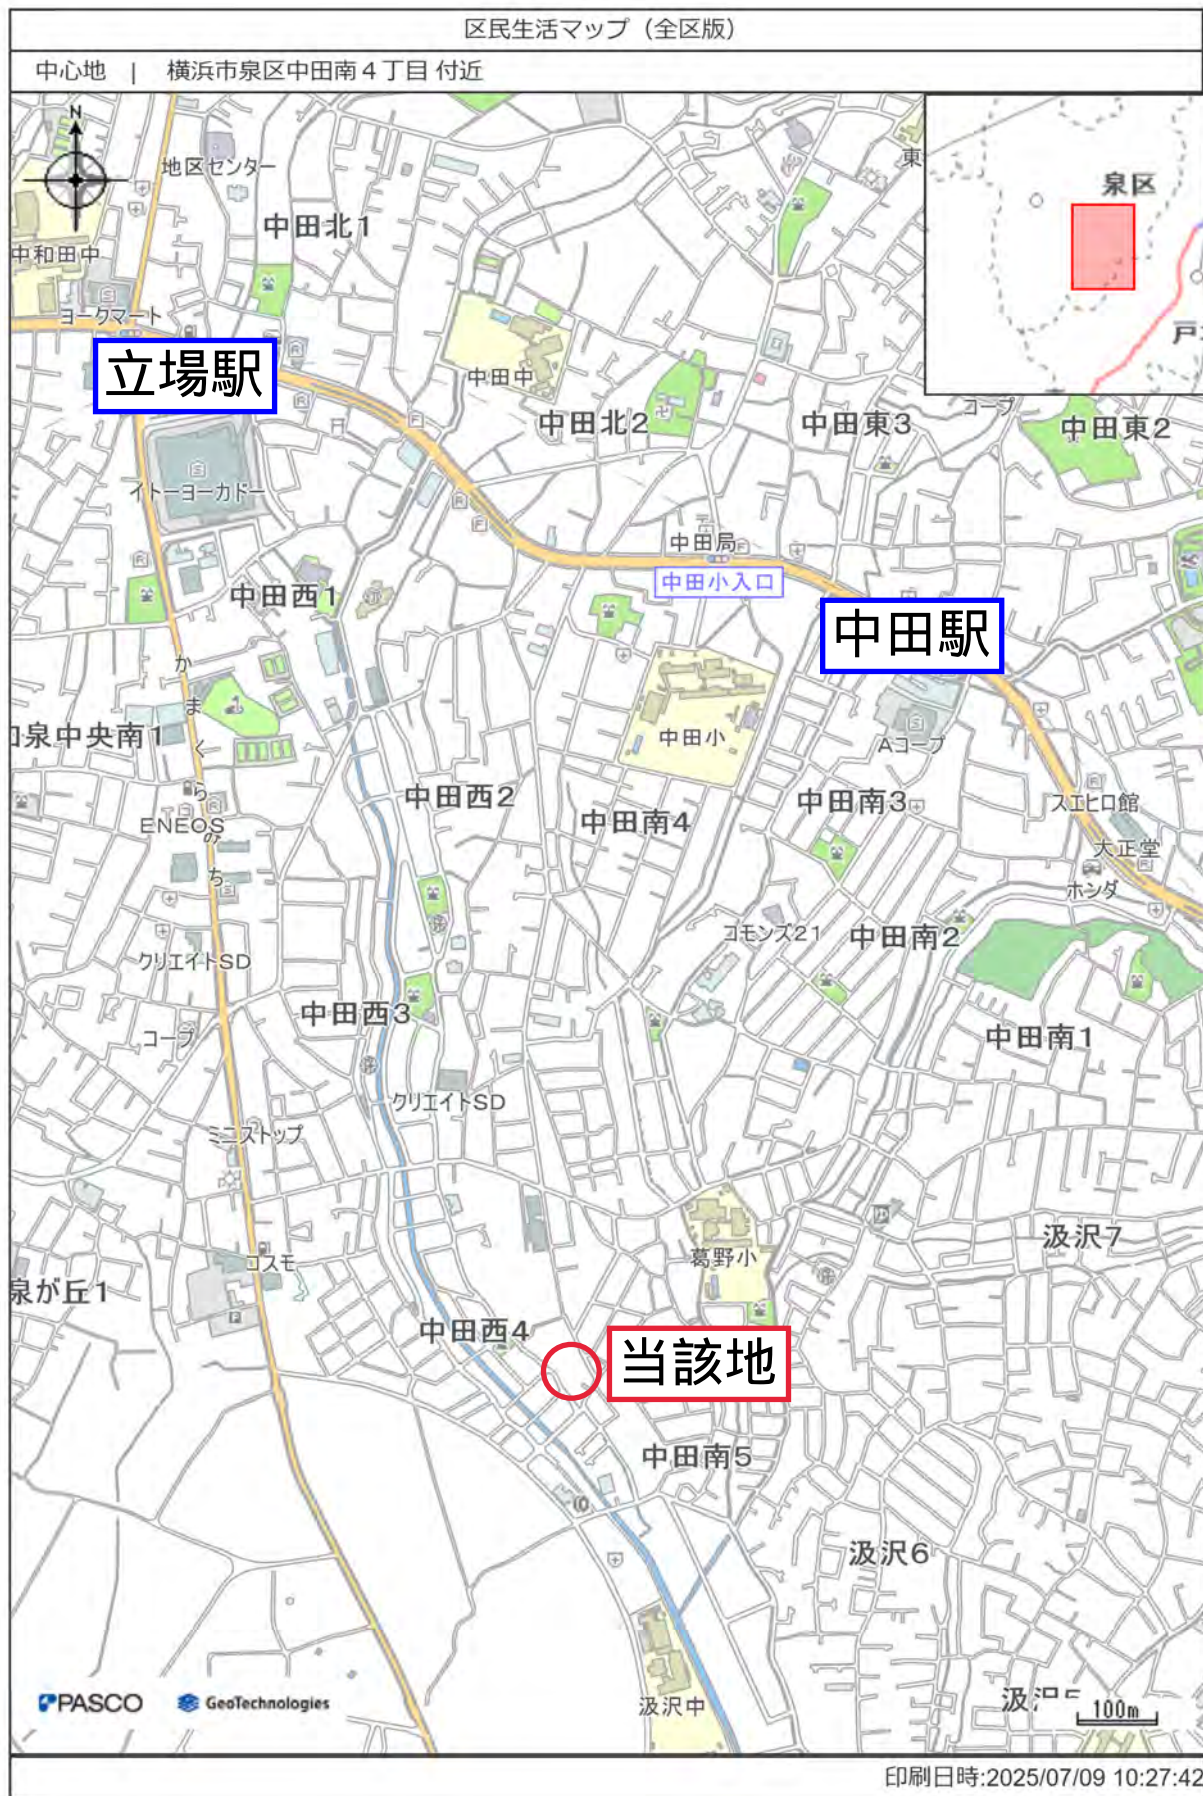 区民生活マップ（全区版）
中心地 | 横浜市泉区中田南４丁目 付近
N
地区センター
東
泉区
中田北1
中和田中
ヨークマート
戸
立場駅
中田中
中田北2
コープ
中田東3
中田東2
イトーヨーカドー
中田局
中田小入口
中田西1
中田駅
かまくらみち
泉中央南1
中田小
Aコープ
中田西2
中田南4
中田南3
スエヒロ館
ENEOS
大正堂
ホンダ
コモンズ21
中田南2
クリエイトSD
中田西3
コープ
中田南1
クリエイトSD
ミニストップ
汲沢7
葛野小
コスモ
泉が丘1
中田西4
当該地
中田南5
汲沢6
PASCO
GeoTechnologies
汲沢中
汲沢5
100m
印刷日時:2025/07/09 10:27:42